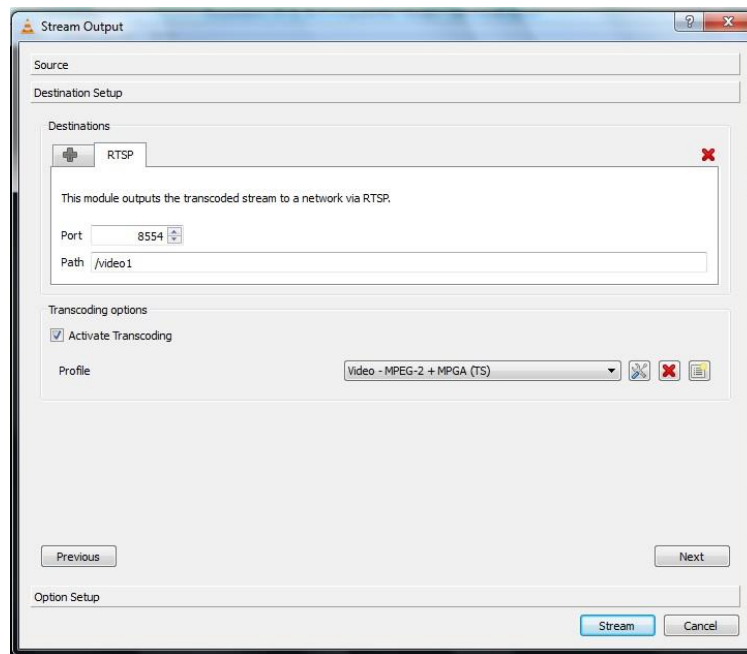 Stream Output
Source
Destination Setup
Destinations
RTSP
This module outputs the transcoded stream to a network via RTSP.
Port 8554
Path /video1
Transcoding options
Activate Transcoding
Profile Video - MPEG-2 + MPGA (TS)
Previous Next
Option Setup
Stream Cancel